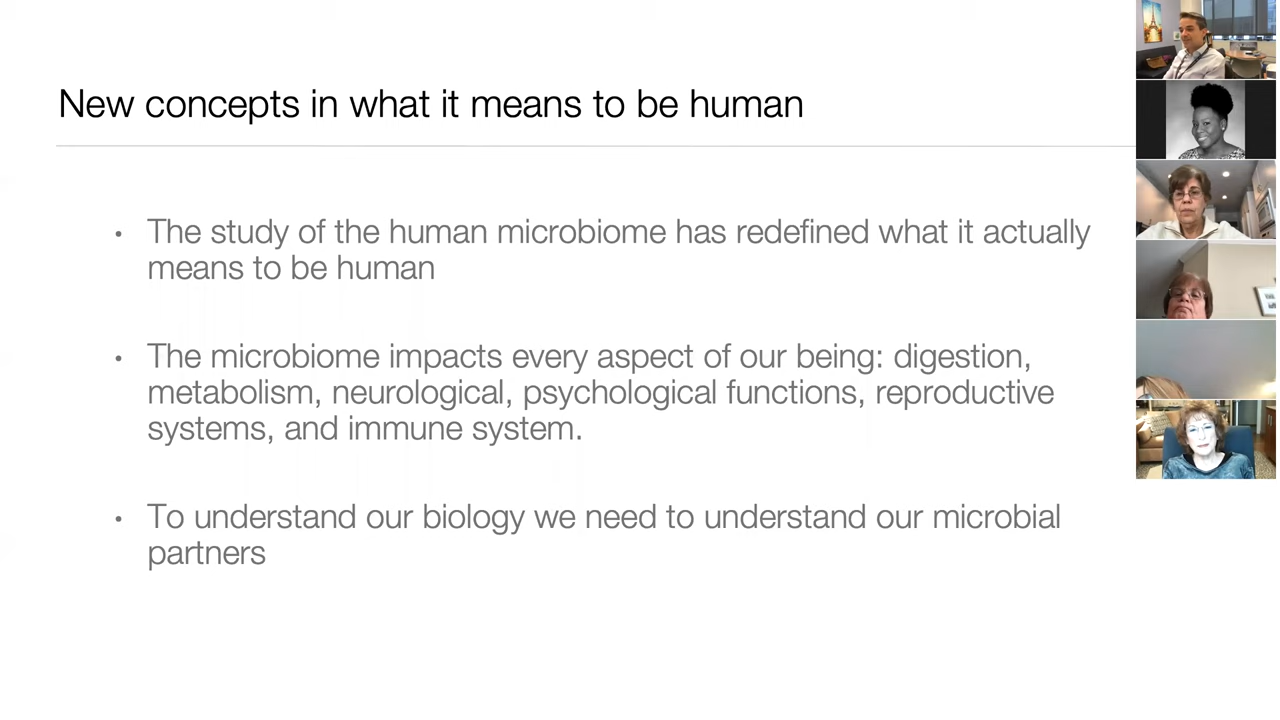 New concepts in what it means to be human
• The study of the human microbiome has redefined what it actually
means to be human
• The microbiome impacts every aspect of our being: digestion,
metabolism, neurological, psychological functions, reproductive
systems, and immune system.
• To understand our biology we need to understand our microbial
partners